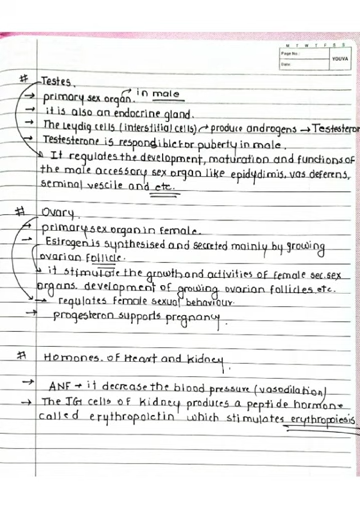 M T W T F S S
Page No.:
Date:
YOUVA
# Testes.
→ primary sex organ. → in male
→ it is also an endocrine gland.
→ The Leydig cells (interstitial cells) → produce androgens → Testosteron
→ Testesterone is responsible for puberty in male.
→ It regulates the development, maturation and functions of
the male accessory sex organ like epidydimis, vas deferens,
seminal vescile and etc.
# Ovary.
→ primary sex organ in female.
→ Estrogen is synthesised and secreted mainly by growing
ovarian follicle.
↳ it stimulate the growth and activities of female sec. sex
organs. development of growing ovarian follicles etc.
→ regulates female sexual behaviour.
→ progesteron supports pregnany.
# Homones. Of Heart and kidney.
→ ANF → it decrease the blood pressure (vasodilation)
→ The JG cells of Kidney produces a peptide hormone
called erythropoietin which stimulates erythropoiesis